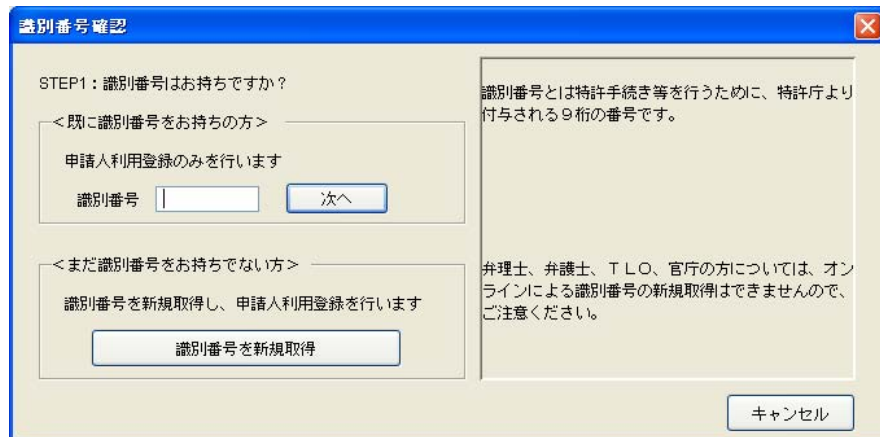 識別番号確認
STEP1:識別番号はお持ちですか?
<既に識別番号をお持ちの方>
申請人利用登録のみを行います
識別番号
次へ
<まだ識別番号をお持ちでない方>
識別番号を新規取得し、申請人利用登録を行います
識別番号を新規取得
識別番号とは特許手続き等を行うために、特許庁より
付与される9桁の番号です。
弁理士、弁護士、TLO、官庁の方については、オン
ラインによる識別番号の新規取得はできませんので、
ご注意ください。
キャンセル